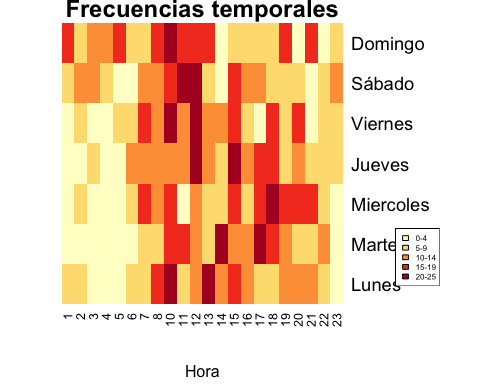 Frecuencias temporales
Domingo
Sábado
Viernes
Jueves
Miercoles
Marte
Lunes
0-4
5-9
10-14
15-19
20-25
1 2 3 4 5 6 7 8 10 11 12 13 14 15 16 17 18 19 20 21 22 23
Hora